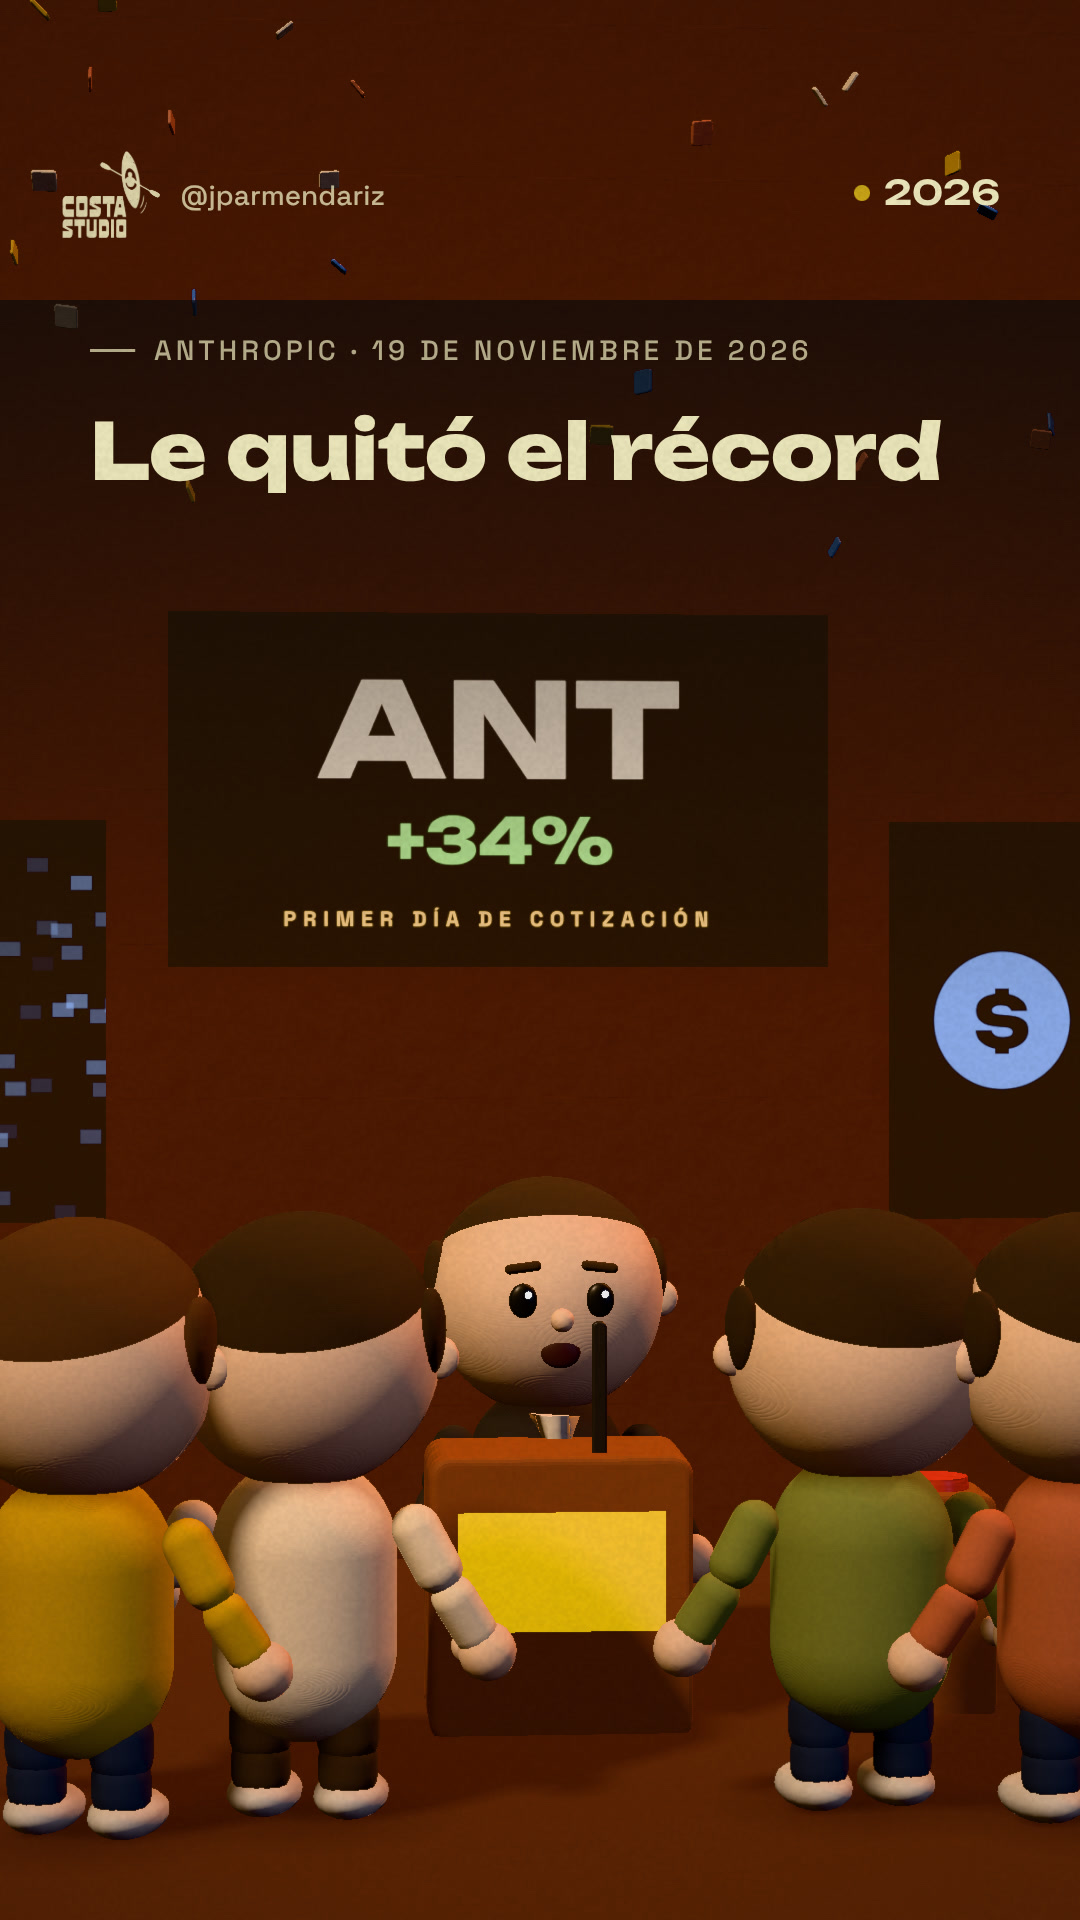 COSTA
STUDIO
@jparmendariz
2026
ANTHROPIC · 19 DE NOVIEMBRE DE 2026
Le quitó el récord
ANT
+34%
PRIMER DÍA DE COTIZACIÓN
$